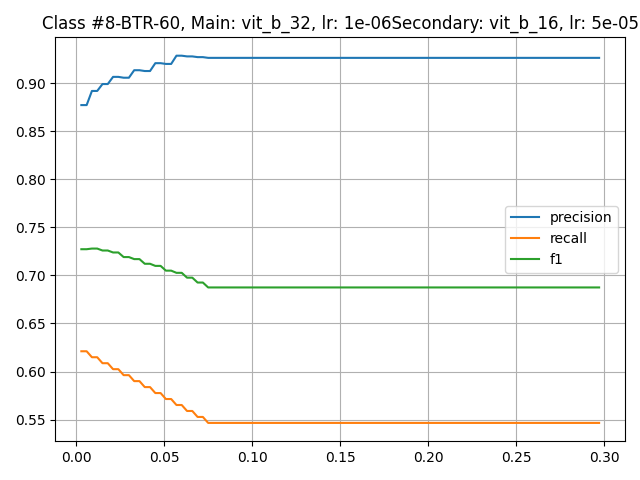 Class #8-BTR-60, Main: vit_b_32, lr: 1e-06Secondary: vit_b_16, lr: 5e-05
0.90
0.85
0.80
0.75
0.70
0.65
0.60
0.55
precision
recall
f1
0.00 0.05 0.10 0.15 0.20 0.25 0.30